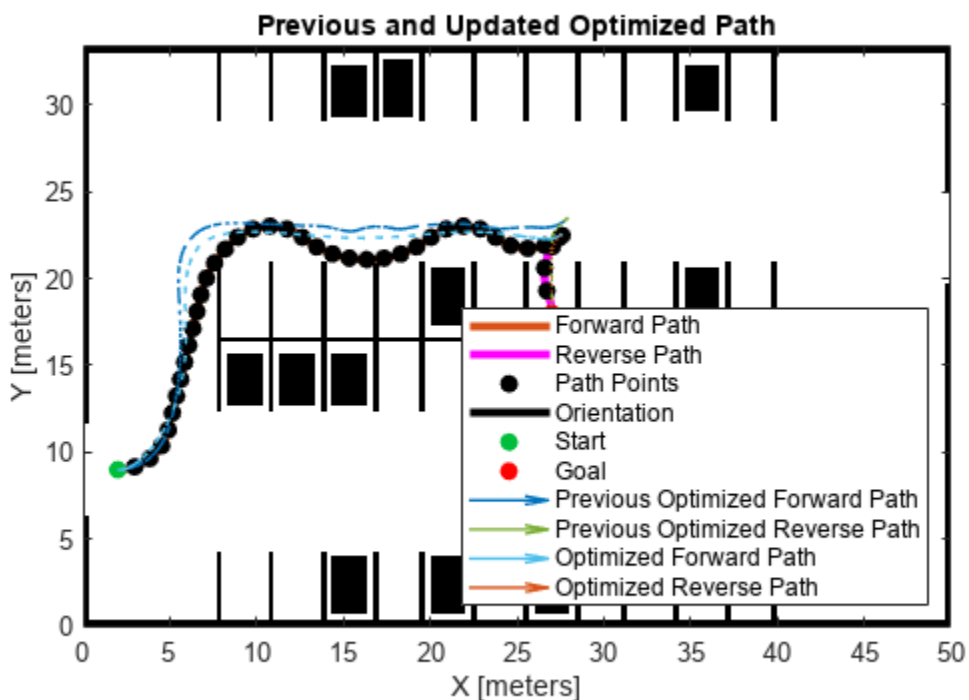 Previous and Updated Optimized Path
30
25
20
15
10
5
0
Y [meters]
Forward Path
Reverse Path
Path Points
Orientation
Start
Goal
Previous Optimized Forward Path
Previous Optimized Reverse Path
Optimized Forward Path
Optimized Reverse Path
0 5 10 15 20 25 30 35 40 45 50
X [meters]